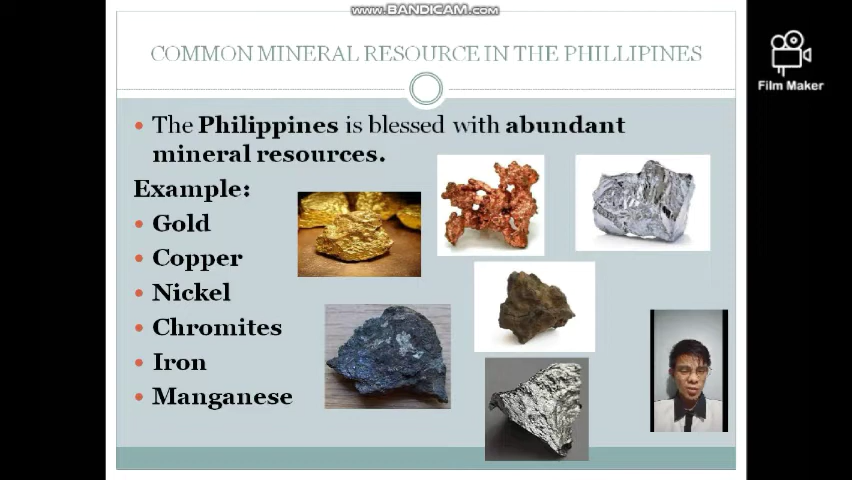 www.BANDICAM.com
COMMON MINERAL RESOURCE IN THE PHILLIPINES
Film Maker
• The Philippines is blessed with abundant
mineral resources.
Example:
• Gold
• Copper
• Nickel
• Chromites
• Iron
• Manganese